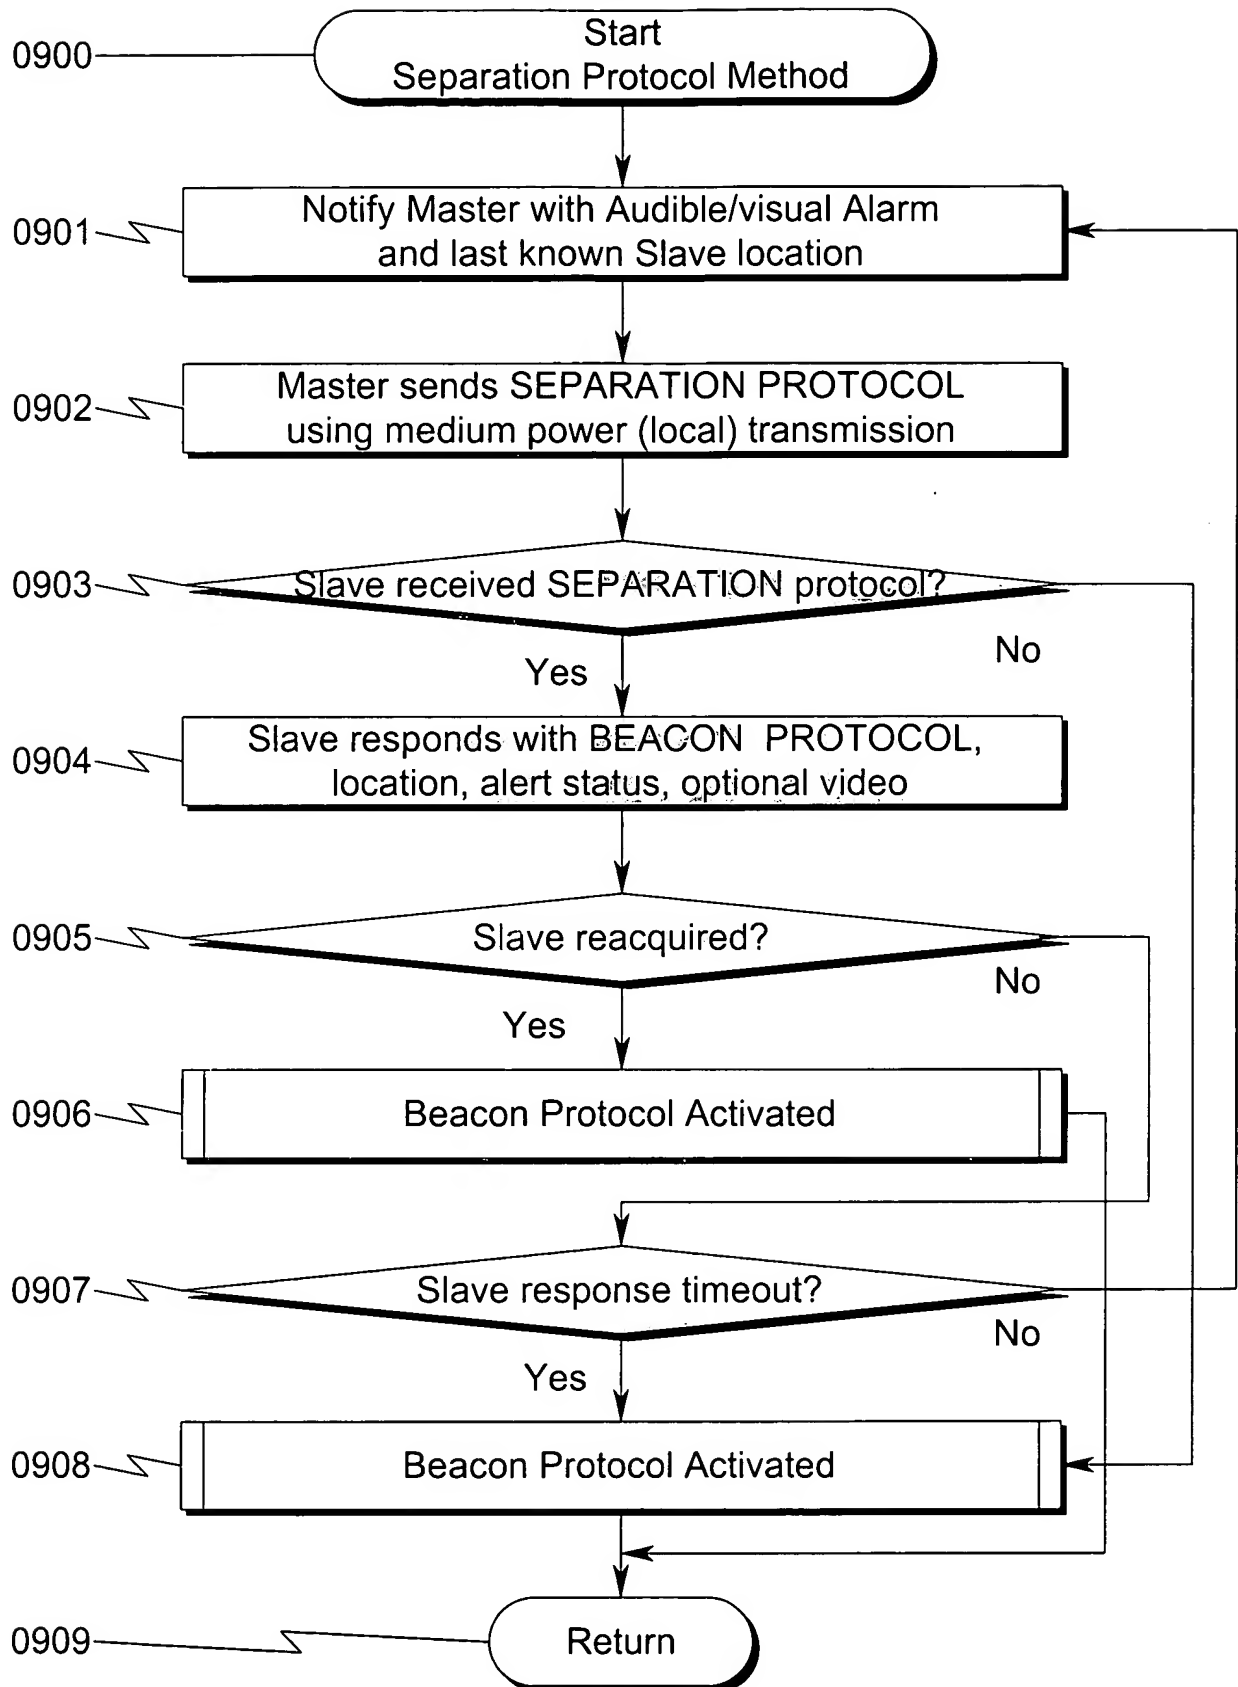 0900
Start
Separation Protocol Method
0901
Notify Master with Audible/visual Alarm
and last known Slave location
0902
Master sends SEPARATION PROTOCOL
using medium power (local) transmission
0903
Slave received SEPARATION protocol?
Yes
No
0904
Slave responds with BEACON PROTOCOL,
location, alert status, optional video
0905
Slave reacquired?
Yes
No
0906
Beacon Protocol Activated
0907
Slave response timeout?
Yes
No
0908
Beacon Protocol Activated
0909
Return